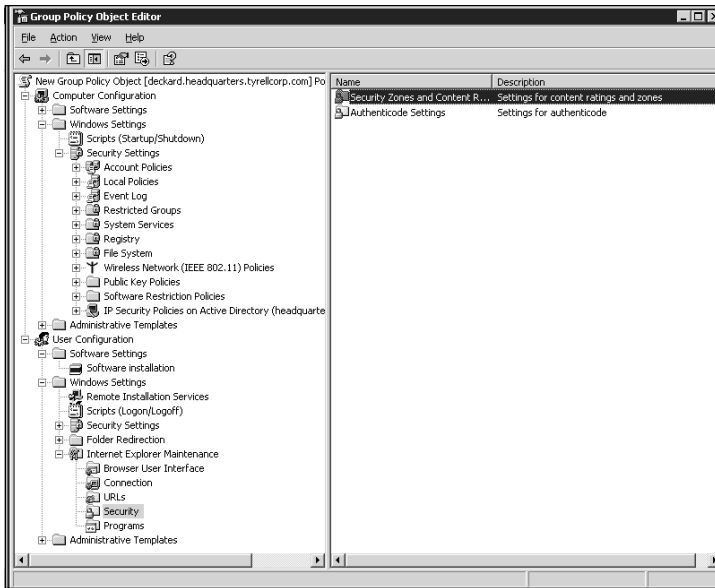 Group Policy Object Editor
File Action View Help
New Group Policy Object [deckard.headquarters.tyrellcorp.com] Po
Computer Configuration
Software Settings
Windows Settings
Scripts (Startup/Shutdown)
Security Settings
Account Policies
Local Policies
Event Log
Restricted Groups
System Services
Registry
File System
Wireless Network (IEEE 802.11) Policies
Public Key Policies
Software Restriction Policies
IP Security Policies on Active Directory (headquarte
Administrative Templates
User Configuration
Software Settings
Software installation
Windows Settings
Remote Installation Services
Scripts (Logon/Logoff)
Security Settings
Folder Redirection
Internet Explorer Maintenance
Browser User Interface
Connection
URLs
Security
Programs
Administrative Templates
Name Description
Security Zones and Content R... Settings for content ratings and zones
Authenticode Settings Settings for authenticode